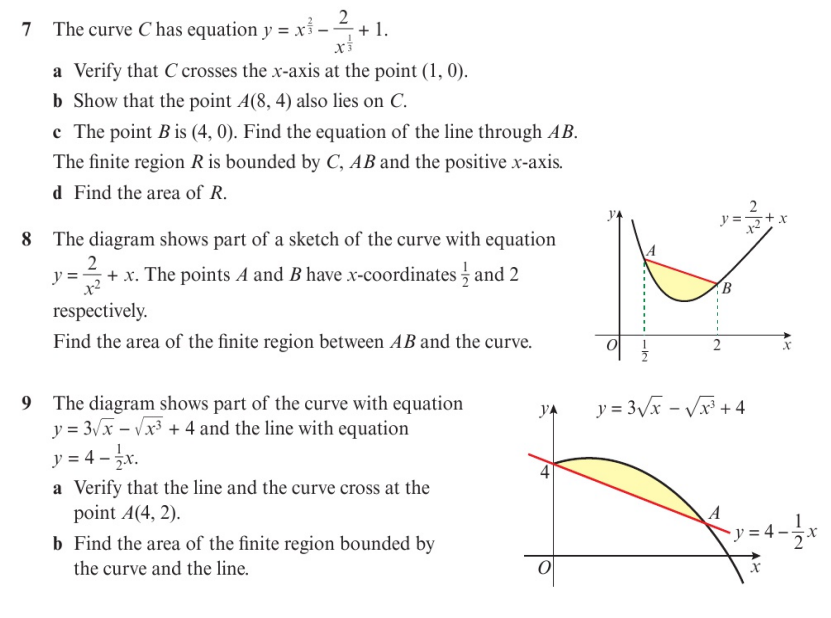 7 The curve C has equation y = x^{2/3} − 2/x^{1/3} + 1.
a Verify that C crosses the x-axis at the point (1, 0).
b Show that the point A(8, 4) also lies on C.
c The point B is (4, 0). Find the equation of the line through AB.
The finite region R is bounded by C, AB and the positive x-axis.
d Find the area of R.
8 The diagram shows part of a sketch of the curve with equation
y = 2/x² + x. The points A and B have x-coordinates 1/2 and 2
respectively.
Find the area of the finite region between AB and the curve.
y
y = 2/x² + x
A
B
O 1/2 2 x
9 The diagram shows part of the curve with equation
y = 3√x − √x³ + 4 and the line with equation
y = 4 − 1/2x.
a Verify that the line and the curve cross at the
point A(4, 2).
b Find the area of the finite region bounded by
the curve and the line.
y y = 3√x − √x³ + 4
4
A
y = 4 − 1/2 x
O x